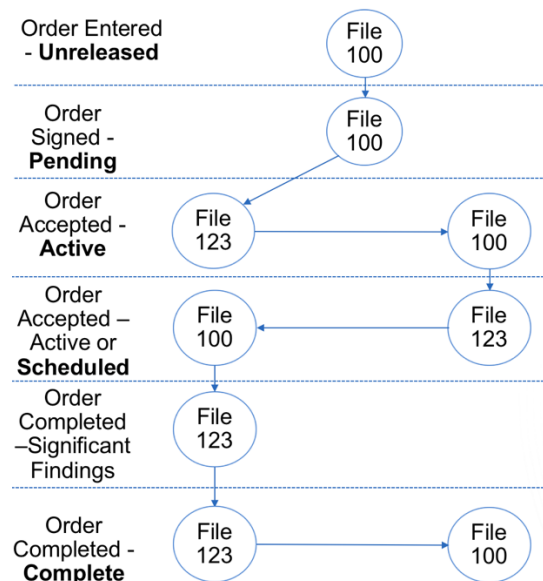 Order Entered
- Unreleased
File
100
Order
Signed -
Pending
File
100
Order
Accepted -
Active
File
123
File
100
Order
Accepted –
Active or
Scheduled
File
100
File
123
Order
Completed
–Significant
Findings
File
123
Order
Completed -
Complete
File
123
File
100